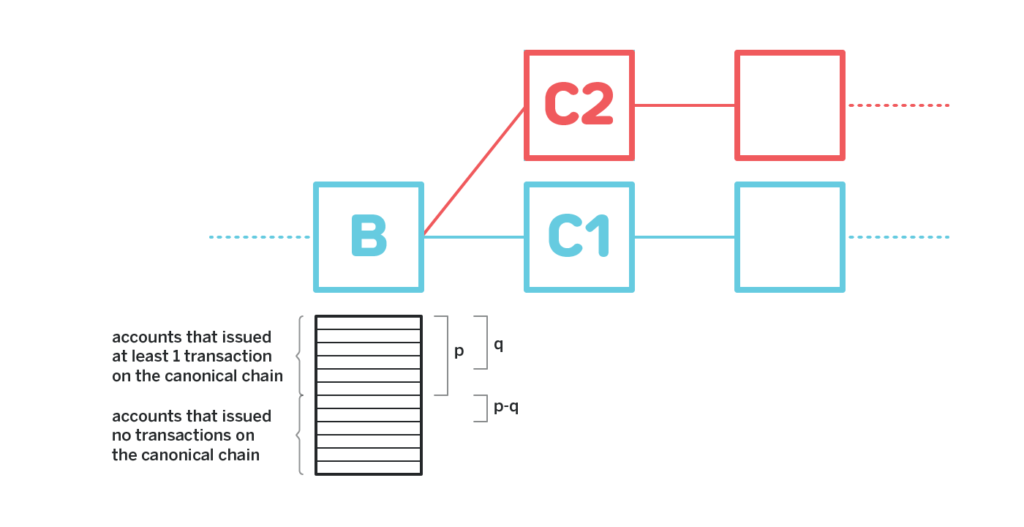 C2
B
C1
accounts that issued
at least 1 transaction
on the canonical chain
p
q
accounts that issued
no transactions on
the canonical chain
p-q